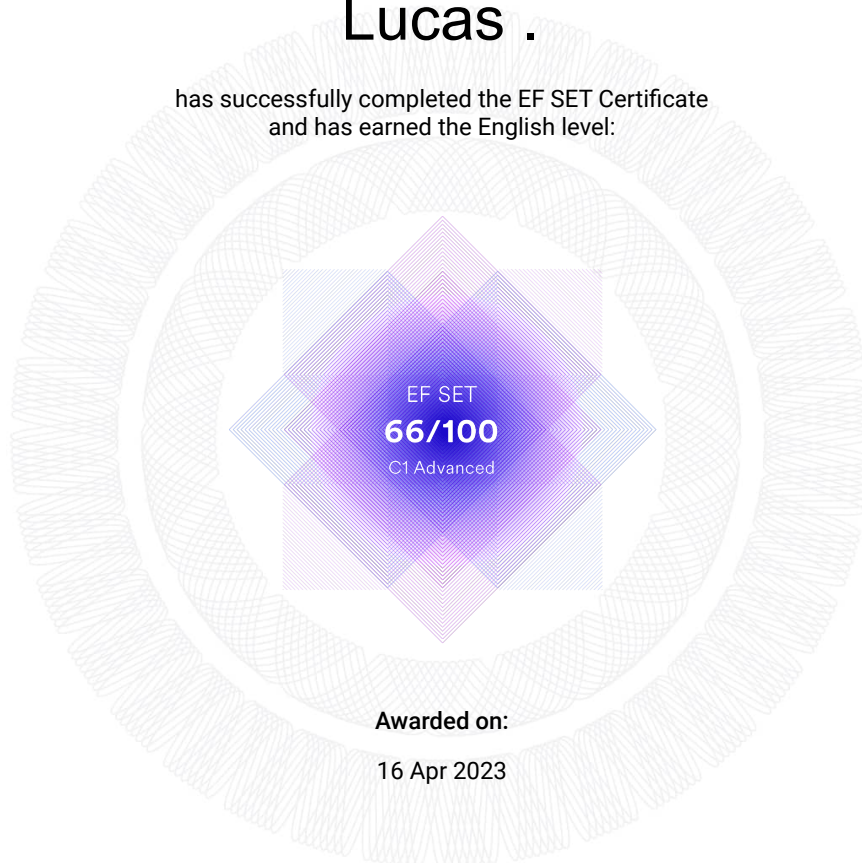 Lucas .
has successfully completed the EF SET Certificate
and has earned the English level:
EF SET
66/100
C1 Advanced
Awarded on:
16 Apr 2023